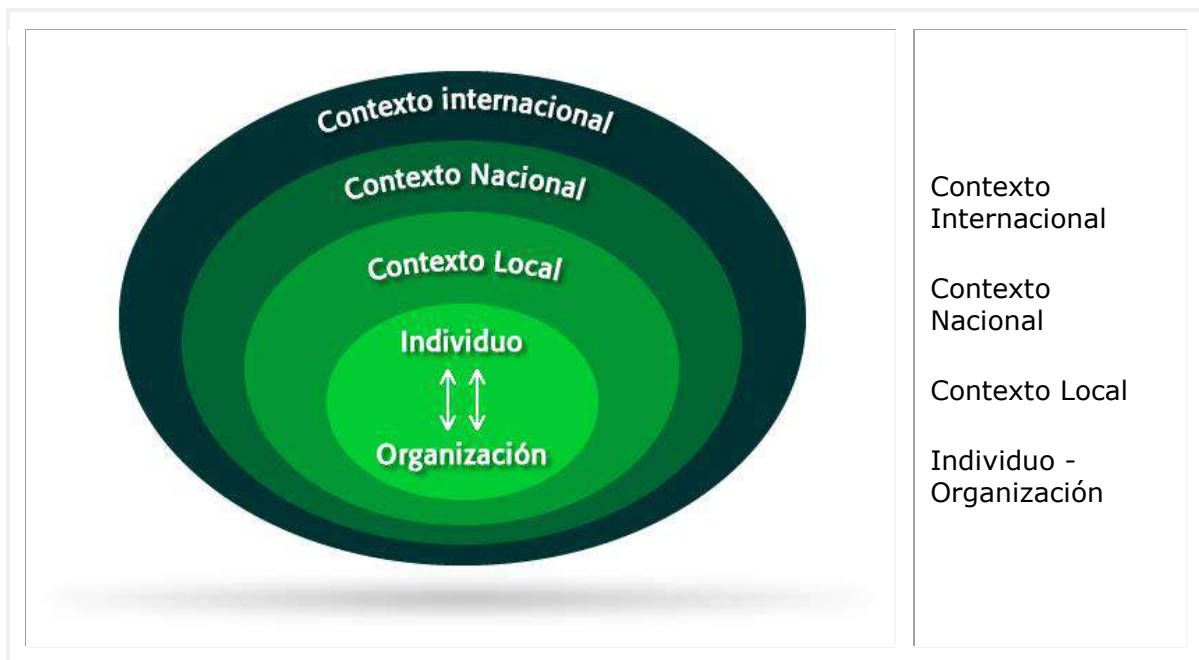 Contexto internacional
Contexto Nacional
Contexto Local
Individuo
Organización
Contexto
Internacional
Contexto
Nacional
Contexto Local
Individuo -
Organización